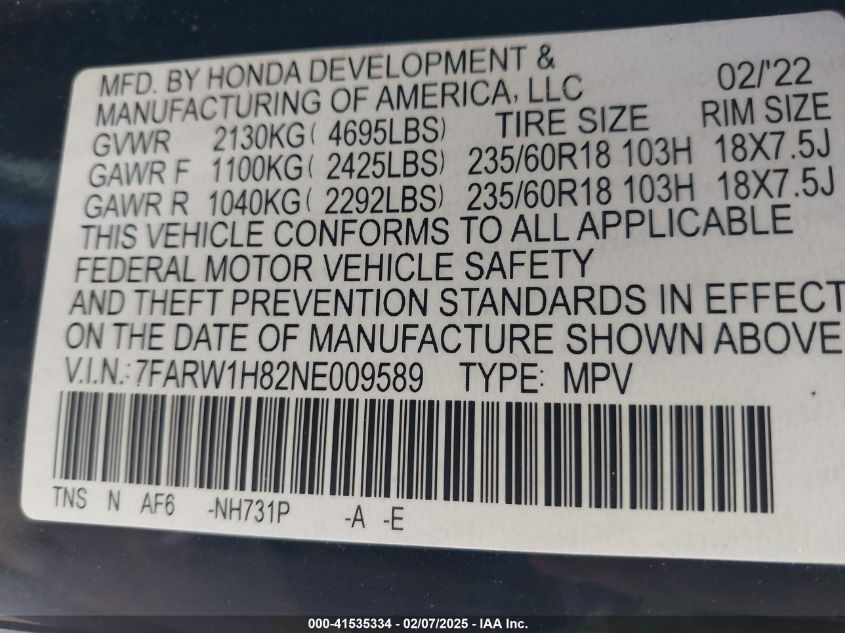 MFD. BY HONDA DEVELOPMENT &
MANUFACTURING OF AMERICA, LLC 02/'22
GVWR 2130KG( 4695LBS) TIRE SIZE RIM SIZE
GAWR F 1100KG( 2425LBS) 235/60R18 103H 18X7.5J
GAWR R 1040KG( 2292LBS) 235/60R18 103H 18X7.5J
THIS VEHICLE CONFORMS TO ALL APPLICABLE
FEDERAL MOTOR VEHICLE SAFETY
AND THEFT PREVENTION STANDARDS IN EFFECT
ON THE DATE OF MANUFACTURE SHOWN ABOVE
V.I.N.: 7FARW1H82NE009589 TYPE: MPV
TNS N AF6 -NH731P -A -E
000-41535334 - 02/07/2025 - IAA Inc.